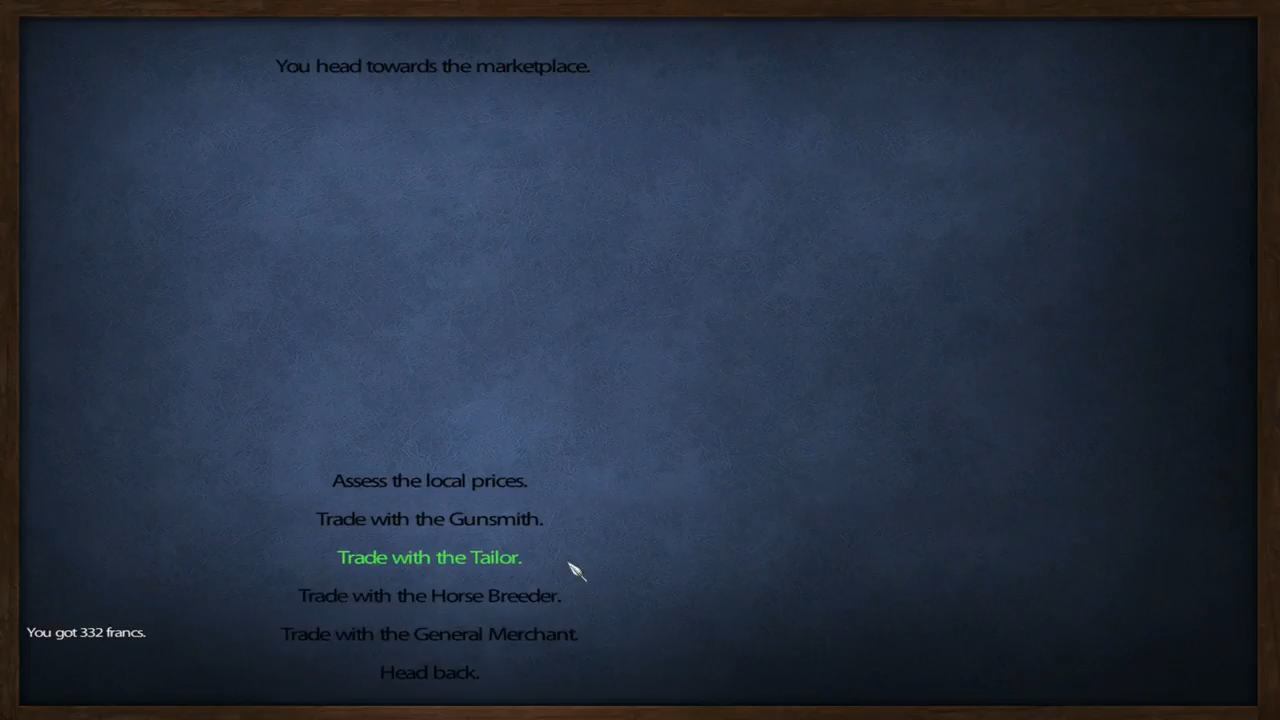 You head towards the marketplace.
Assess the local prices.
Trade with the Gunsmith.
Trade with the Tailor.
Trade with the Horse Breeder.
You got 332 francs.
Trade with the General Merchant.
Head back.